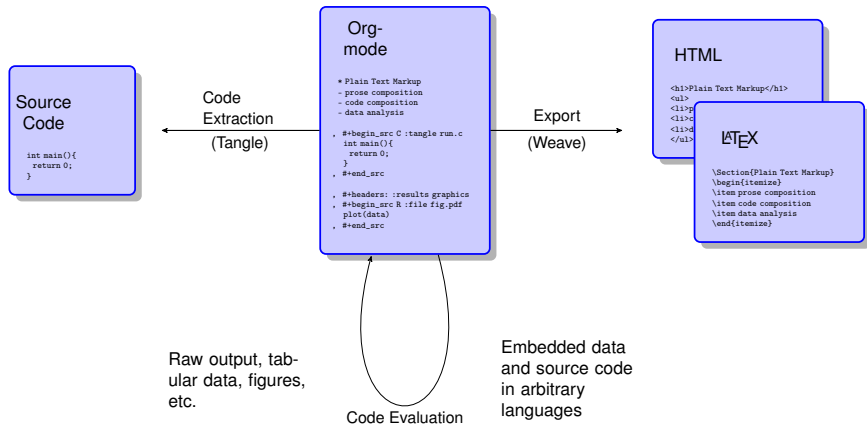 Source
Code
int main(){
  return 0;
}
Code
Extraction
(Tangle)
Org-
mode
* Plain Text Markup
- prose composition
- code composition
- data analysis
, #+begin_src C :tangle run.c
  int main(){
    return 0;
  }
, #+end_src
, #+headers: :results graphics
, #+begin_src R :file fig.pdf
  plot(data)
, #+end_src
Export
(Weave)
HTML
<h1>Plain Text Markup</h1>
<ul>
<li>p
<li>c
<li>d
</ul>
LATEX
\Section{Plain Text Markup}
\begin{itemize}
\item prose composition
\item code composition
\item data analysis
\end{itemize}
Raw output, tab-
ular data, figures,
etc.
Code Evaluation
Embedded data
and source code
in arbitrary
languages